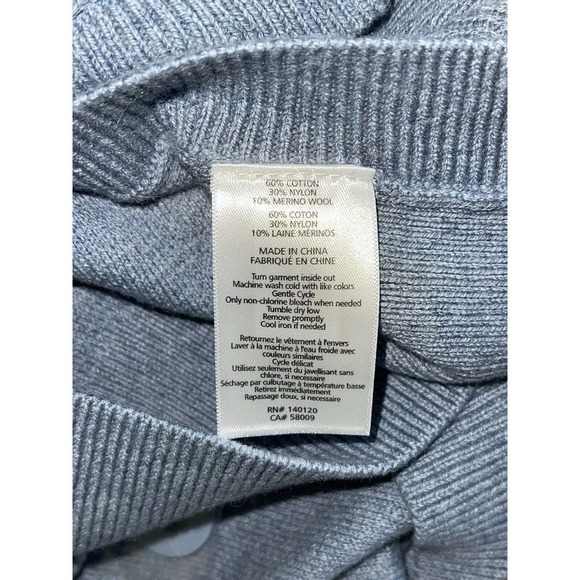 60% COTTON
30% NYLON
10% MERINO WOOL
60% COTON
30% NYLON
10% LAINE MÉRINOS
MADE IN CHINA
FABRIQUÉ EN CHINE
Turn garment inside out
Machine wash cold with like colors
Gentle Cycle
Only non-chlorine bleach when needed
Tumble dry low
Remove promptly
Cool iron if needed
Retournez le vêtement à l'envers
Laver à la machine à l'eau froide avec
couleurs similaires
Cycle délicat
Utilisez seulement du javellisant sans
chlore, si necessaire
Séchage par culbutage à température basse
Retirez immédiatement
Repassage doux, si necessaire
RN# 140120
CA# 58009